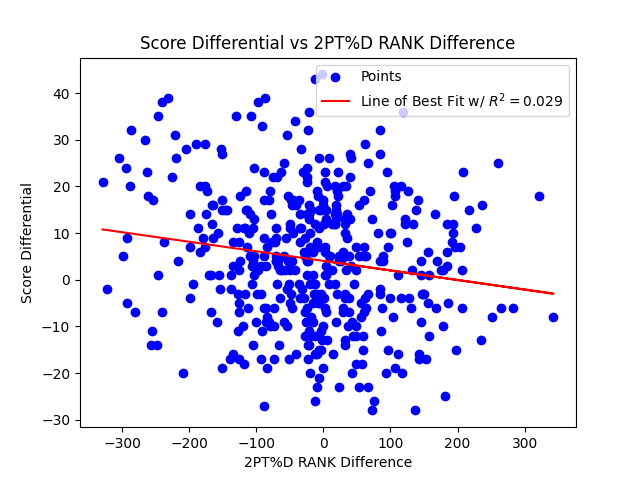 Score Differential vs 2PT%D RANK Difference
Points
Line of Best Fit w/ R² = 0.029
Score Differential
40
30
20
10
0
−10
−20
−30
−300 −200 −100 0 100 200 300
2PT%D RANK Difference